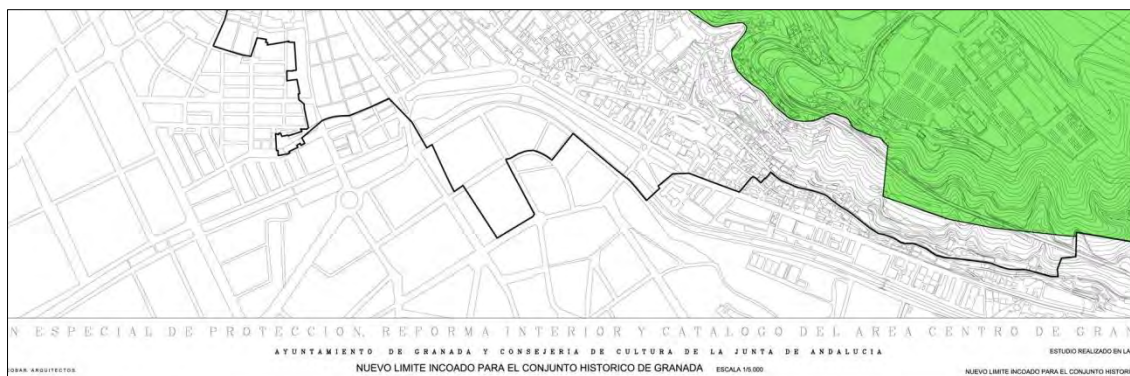 N ESPECIAL DE PROTECCION, REFORMA INTERIOR Y CATALOGO DEL AREA CENTRO DE GRAN
AYUNTAMIENTO DE GRANADA Y CONSEJERIA DE CULTURA DE LA JUNTA DE ANDALUCIA
ESTUDIO REALIZADO EN LA
OBAR. ARQUITECTOS
NUEVO LIMITE INCOADO PARA EL CONJUNTO HISTORICO DE GRANADA ESCALA 1/5.000
NUEVO LIMITE INCOADO PARA EL CONJUNTO HISTORI